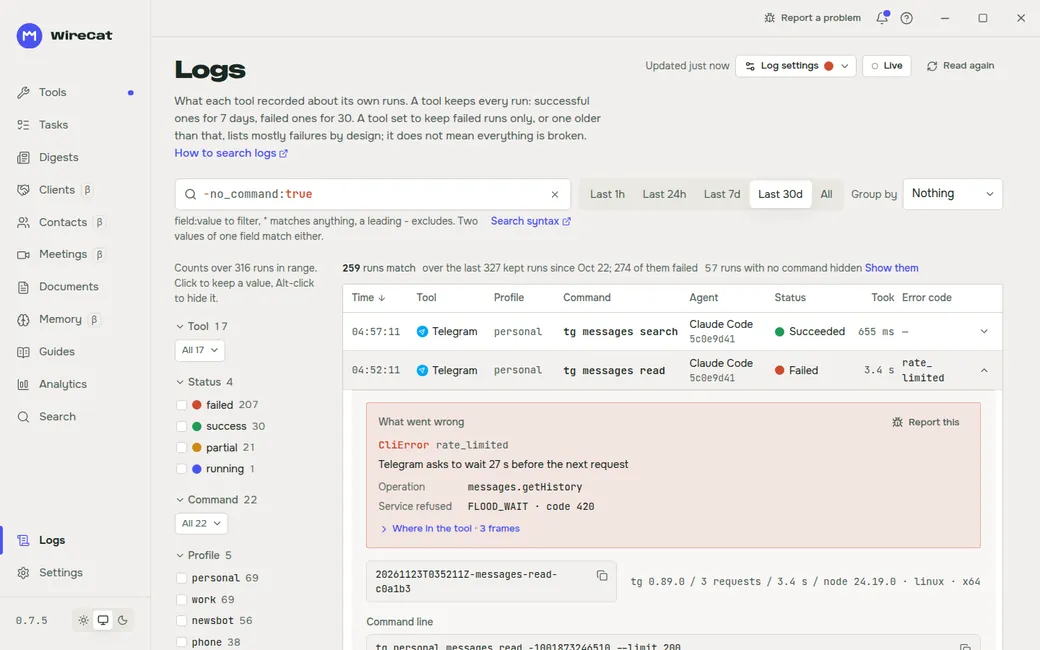 Report a problem
WireCat
Tools
Tasks
Digests
Clients β
Contacts β
Meetings β
Documents
Memory β
Guides
Analytics
Search
Logs
Settings
0.7.5
Logs
Updated just now
Log settings
Live
Read again
What each tool recorded about its own runs. A tool keeps every run: successful
ones for 7 days, failed ones for 30. A tool set to keep failed runs only, or one older
than that, lists mostly failures by design; it does not mean everything is broken.
How to search logs
-no_command:true
Last 1h
Last 24h
Last 7d
Last 30d
All
Group by
Nothing
field:value to filter, * matches anything, a leading - excludes. Two
values of one field match either.
Search syntax
Counts over 316 runs in range.
Click to keep a value, Alt-click
to hide it.
Tool 17
All 17
Status 4
failed 207
success 30
partial 21
running 1
Command 22
All 22
Profile 5
personal 69
work 69
newsbot 56
phone 38
259 runs match over the last 327 kept runs since Oct 22; 274 of them failed 57 runs with no command hidden Show them
Time ↓ Tool Profile Command Agent Status Took Error code
04:57:11 Telegram personal tg messages search Claude Code 5c0e9d41 Succeeded 655 ms —
04:52:11 Telegram personal tg messages read Claude Code 5c0e9d41 Failed 3.4 s rate_limited
What went wrong
Report this
CliError rate_limited
Telegram asks to wait 27 s before the next request
Operation messages.getHistory
Service refused FLOOD_WAIT · code 420
Where in the tool · 3 frames
20261123T035211Z-messages-read-
c0a1b3
tg 0.89.0 / 3 requests / 3.4 s / node 24.19.0 · linux · x64
Command line
tg personal messages read -1001873246510 --limit 200